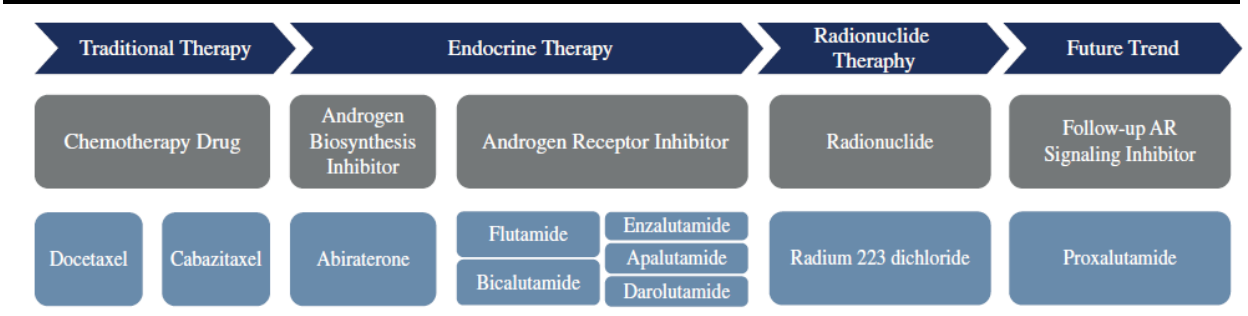 Traditional Therapy
Endocrine Therapy
Radionuclide
Theraphy
Future Trend
Chemotherapy Drug
Androgen
Biosynthesis
Inhibitor
Androgen Receptor Inhibitor
Radionuclide
Follow-up AR
Signaling Inhibitor
Docetaxel
Cabazitaxel
Abiraterone
Flutamide
Bicalutamide
Enzalutamide
Apalutamide
Darolutamide
Radium 223 dichloride
Proxalutamide